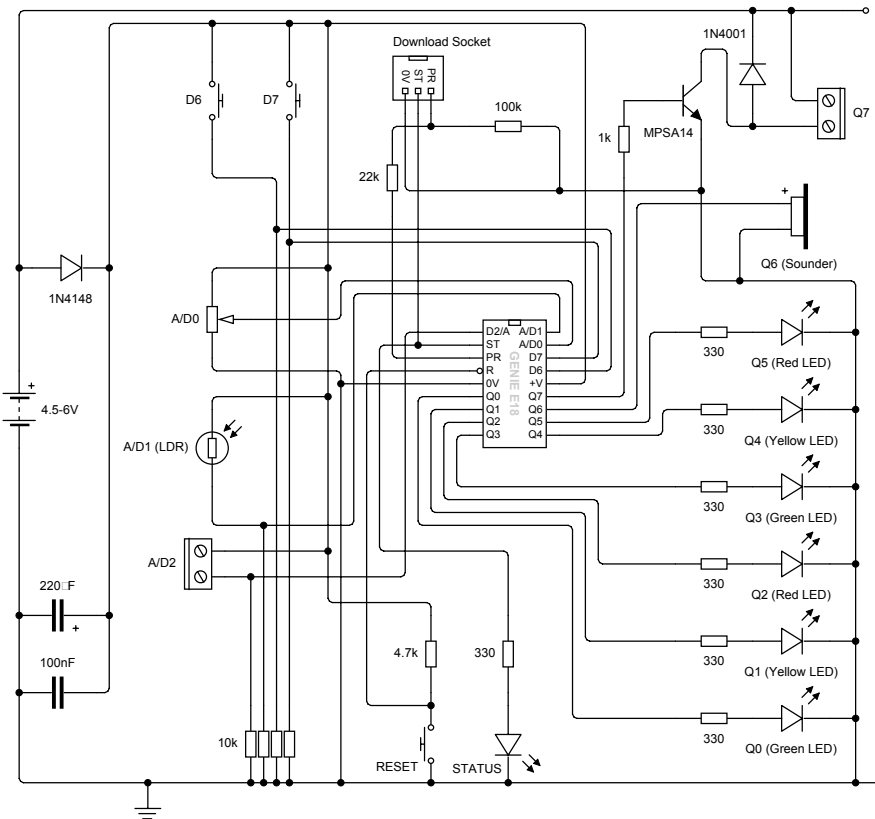 1N4001
Download Socket
0V
ST
PR
D6
D7
100k
1k
MPSA14
Q7
22k
+
Q6 (Sounder)
1N4148
A/D0
D2/A
ST
PR
R
0V
Q0
Q1
Q2
Q3
GENIE E18
A/D1
A/D0
D7
D6
+V
Q7
Q6
Q5
Q4
330
Q5 (Red LED)
+
4.5-6V
330
Q4 (Yellow LED)
A/D1 (LDR)
330
Q3 (Green LED)
A/D2
330
Q2 (Red LED)
220□F
+
4.7k
330
330
Q1 (Yellow LED)
100nF
10k
330
Q0 (Green LED)
RESET
STATUS